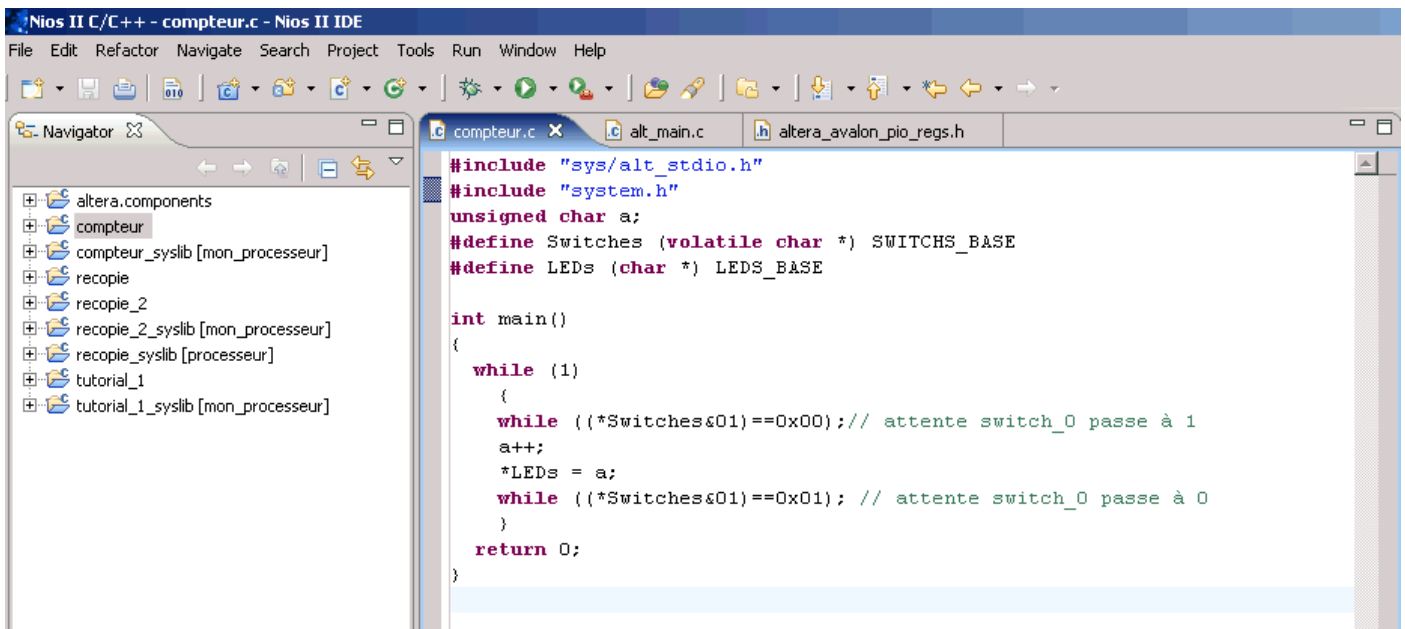 Nios II C/C++ - compteur.c - Nios II IDE
File Edit Refactor Navigate Search Project Tools Run Window Help
010
Navigator
compteur.c alt_main.c altera_avalon_pio_regs.h
altera.components
compteur
compteur_syslib [mon_processeur]
recopie
recopie_2
recopie_2_syslib [mon_processeur]
recopie_syslib [processeur]
tutorial_1
tutorial_1_syslib [mon_processeur]
#include "sys/alt_stdio.h"
#include "system.h"
unsigned char a;
#define Switches (volatile char *) SWITCHS_BASE
#define LEDs (char *) LEDS_BASE
int main()
{
while (1)
{
while ((*Switches&01)==0x00);// attente switch_0 passe à 1
a++;
*LEDs = a;
while ((*Switches&01)==0x01); // attente switch_0 passe à 0
}
return 0;
}